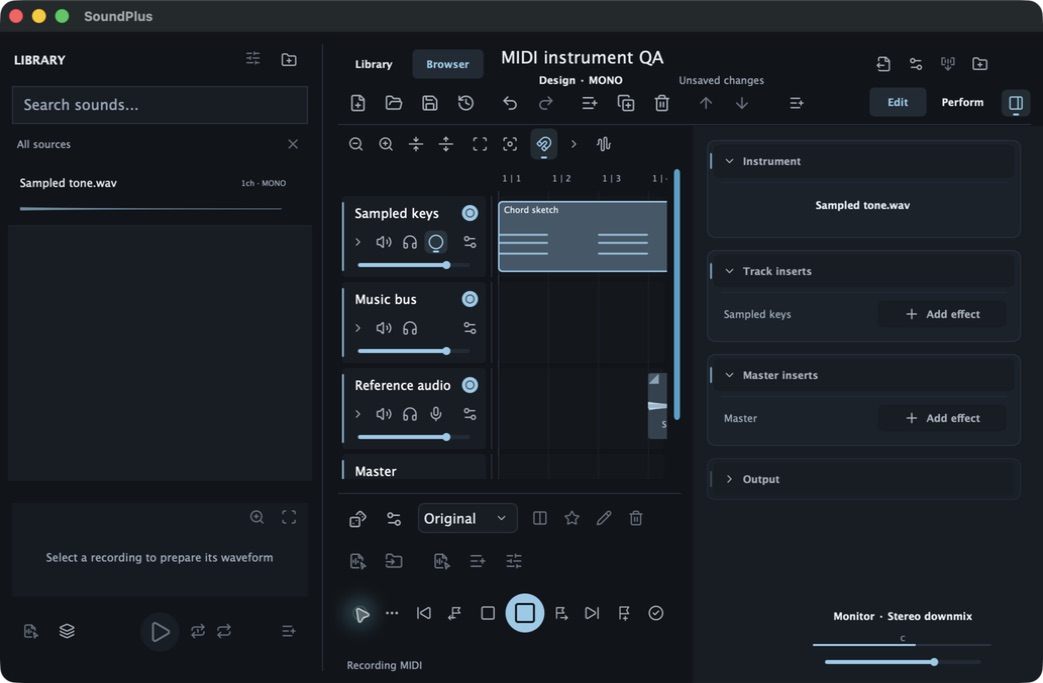 SoundPlus
LIBRARY
Search sounds...
All sources
Sampled tone.wav
1ch · MONO
Select a recording to prepare its waveform
Library
Browser
MIDI instrument QA
Design · MONO
Unsaved changes
Edit
Perform
1|1
1|2
1|3
1|
Sampled keys
Chord sketch
Music bus
Reference audio
S
Master
Original
Recording MIDI
Instrument
Sampled tone.wav
Track inserts
Sampled keys
Add effect
Master inserts
Master
Add effect
Output
Monitor · Stereo downmix
C